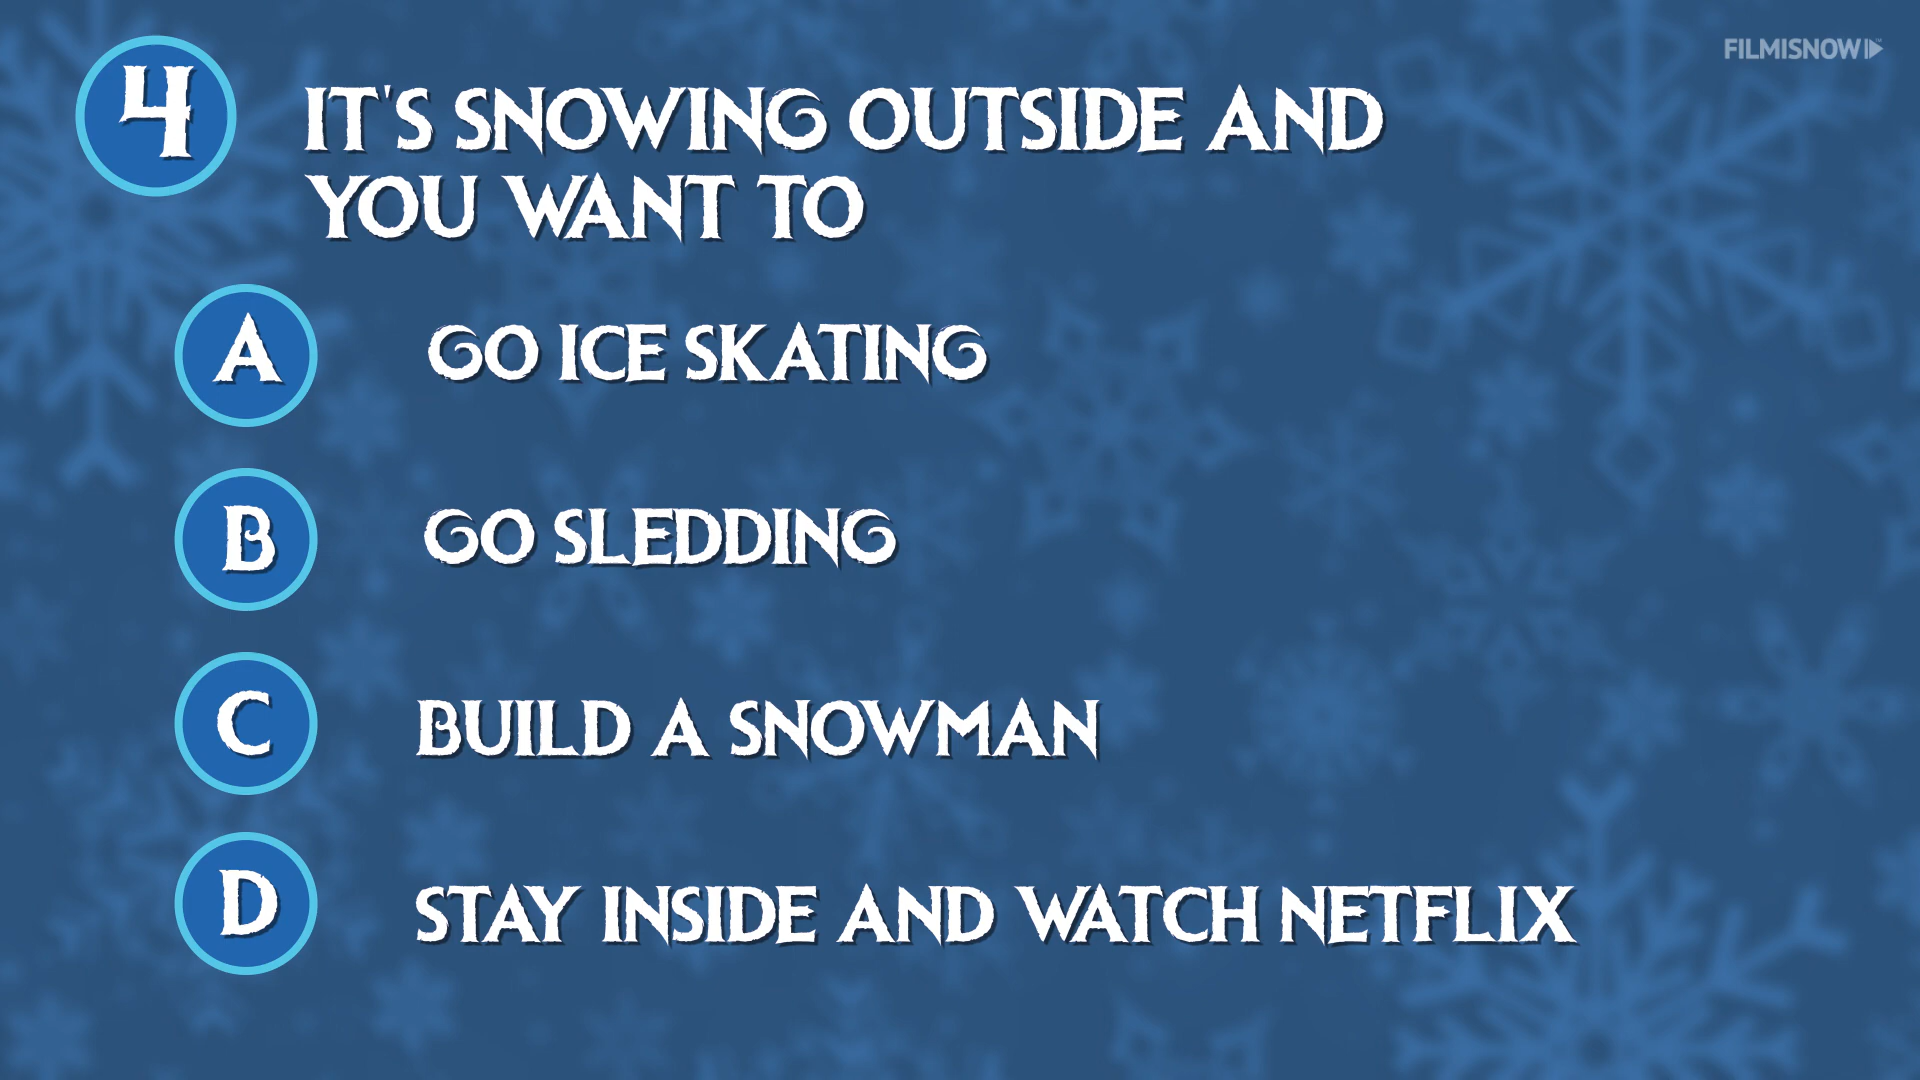 FILMISNOW
4
IT'S SNOWING OUTSIDE AND
YOU WANT TO
A GO ICE SKATING
B GO SLEDDING
C BUILD A SNOWMAN
D STAY INSIDE AND WATCH NETFLIX